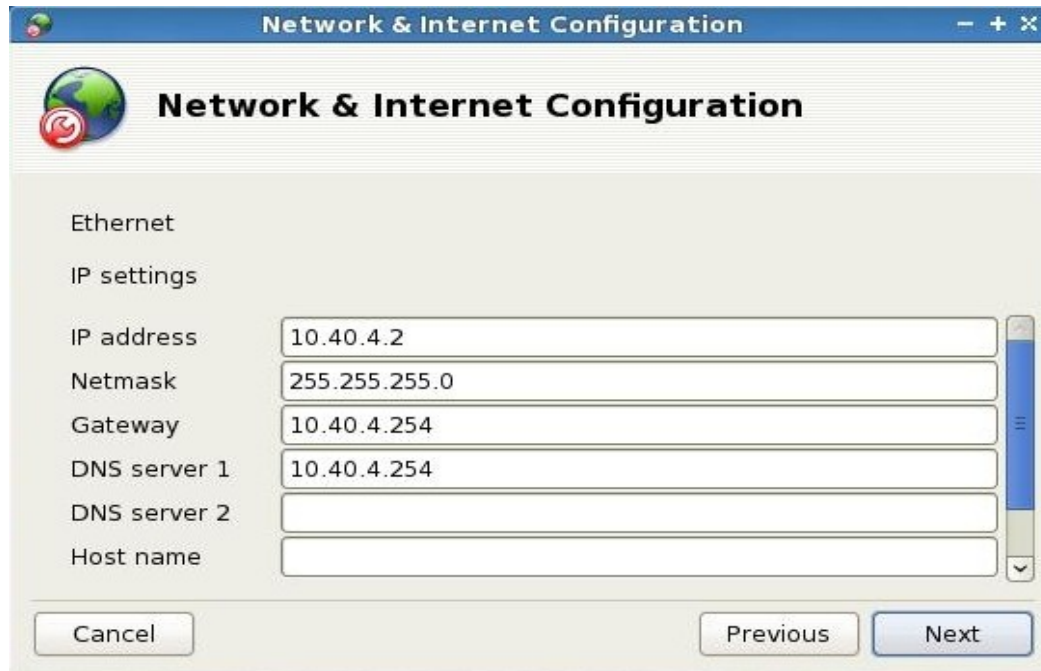 Network & Internet Configuration
Network & Internet Configuration
Ethernet
IP settings
IP address 10.40.4.2
Netmask 255.255.255.0
Gateway 10.40.4.254
DNS server 1 10.40.4.254
DNS server 2
Host name
Cancel Previous Next